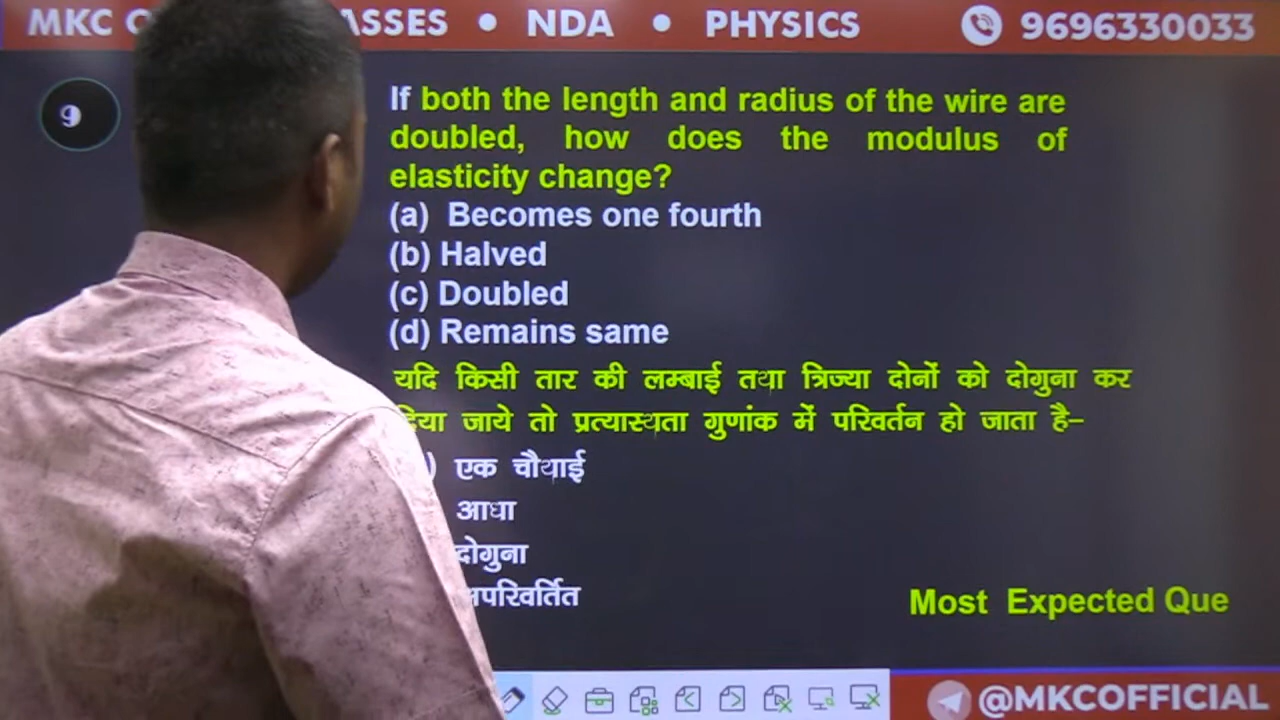 MKC ASSES • NDA • PHYSICS 9696330033
9
If both the length and radius of the wire are
doubled, how does the modulus of
elasticity change?
(a) Becomes one fourth
(b) Halved
(c) Doubled
(d) Remains same
यदि किसी तार की लम्बाई तथा त्रिज्या दोनों को दोगुना कर
दिया जाये तो प्रत्यास्थता गुणांक में परिवर्तन हो जाता है–
) एक चौथाई
आधा
दोगुना
अपरिवर्तित
Most Expected Que
@MKCOFFICIAL